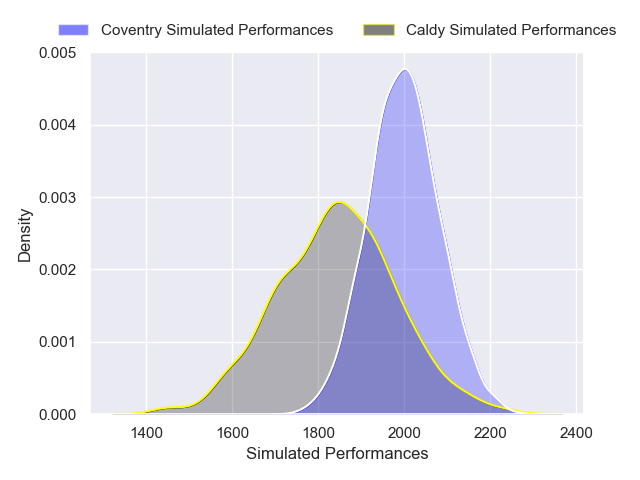 Coventry Simulated Performances Caldy Simulated Performances
0.005
0.004
0.003
0.002
0.001
0.000
Density
1400 1600 1800 2000 2200 2400
Simulated Performances